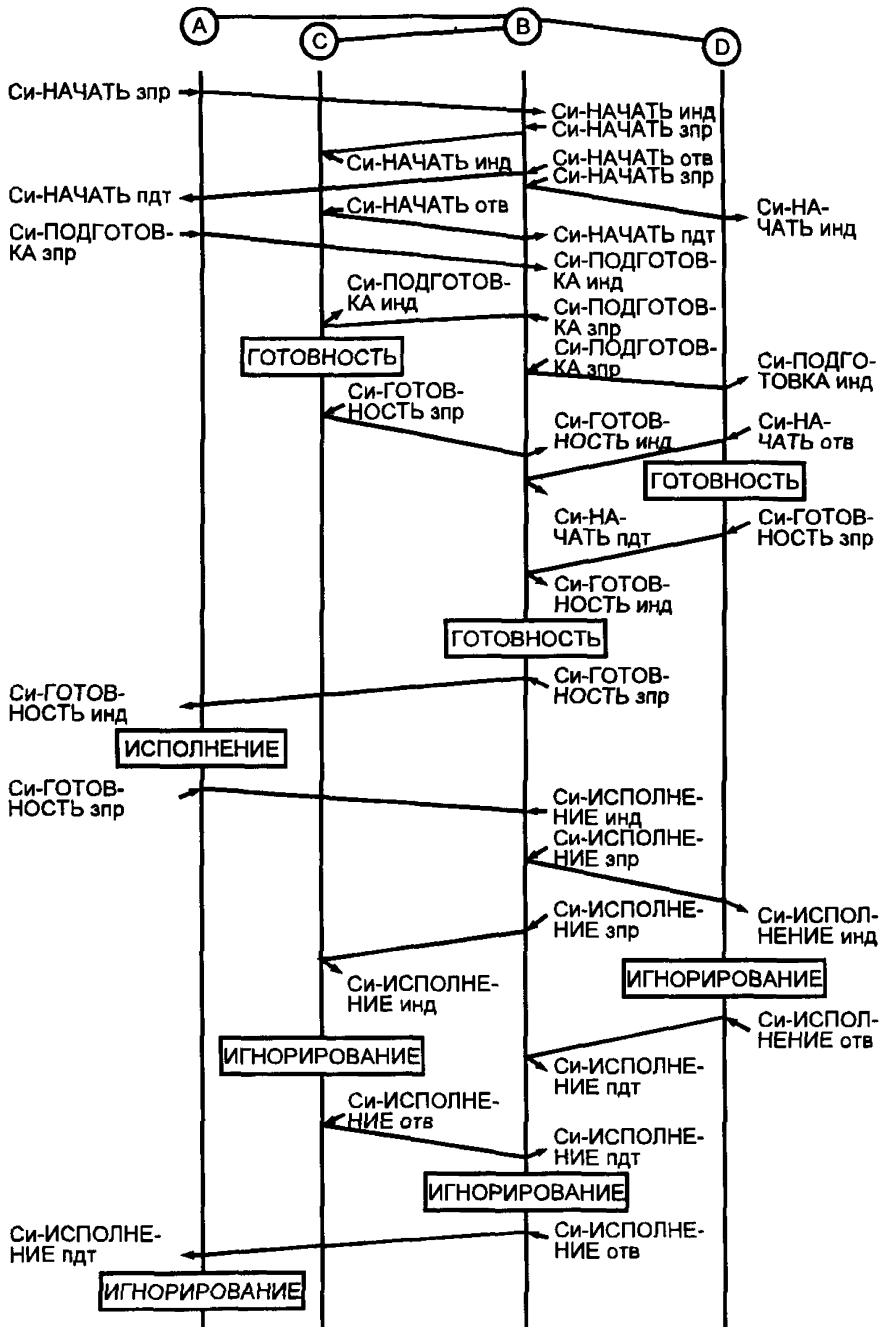 A
C
B
D
Си-НАЧАТЬ зпр
Си-НАЧАТЬ инд
Си-НАЧАТЬ зпр
Си-НАЧАТЬ инд
Си-НАЧАТЬ отв
Си-НАЧАТЬ зпр
Си-НАЧАТЬ пдт
Си-НАЧАТЬ отв
Си-НА-
ЧАТЬ инд
Си-НАЧАТЬ пдт
Си-ПОДГОТОВ-
КА зпр
Си-ПОДГОТОВ-
КА инд
Си-ПОДГОТОВ-
КА инд
Си-ПОДГОТОВ-
КА зпр
ГОТОВНОСТЬ
Си-ПОДГОТОВ-
КА зпр
Си-ПОДГО-
ТОВКА инд
Си-ГОТОВ-
НОСТЬ зпр
Си-ГОТОВ-
НОСТЬ инд
Си-НА-
ЧАТЬ отв
ГОТОВНОСТЬ
Си-НА-
ЧАТЬ пдт
Си-ГОТОВ-
НОСТЬ зпр
Си-ГОТОВ-
НОСТЬ инд
ГОТОВНОСТЬ
Си-ГОТОВ-
НОСТЬ зпр
Си-ГОТОВ-
НОСТЬ инд
ИСПОЛНЕНИЕ
Си-ГОТОВ-
НОСТЬ зпр
Си-ИСПОЛНЕ-
НИЕ инд
Си-ИСПОЛНЕ-
НИЕ зпр
Си-ИСПОЛНЕ-
НИЕ зпр
Си-ИСПОЛ-
НЕНИЕ инд
Си-ИСПОЛНЕ-
НИЕ инд
ИГНОРИРОВАНИЕ
Си-ИСПОЛ-
НЕНИЕ отв
ИГНОРИРОВАНИЕ
Си-ИСПОЛНЕ-
НИЕ пдт
Си-ИСПОЛНЕ-
НИЕ отв
Си-ИСПОЛНЕ-
НИЕ пдт
ИГНОРИРОВАНИЕ
Си-ИСПОЛНЕ-
НИЕ отв
Си-ИСПОЛНЕ-
НИЕ пдт
ИГНОРИРОВАНИЕ